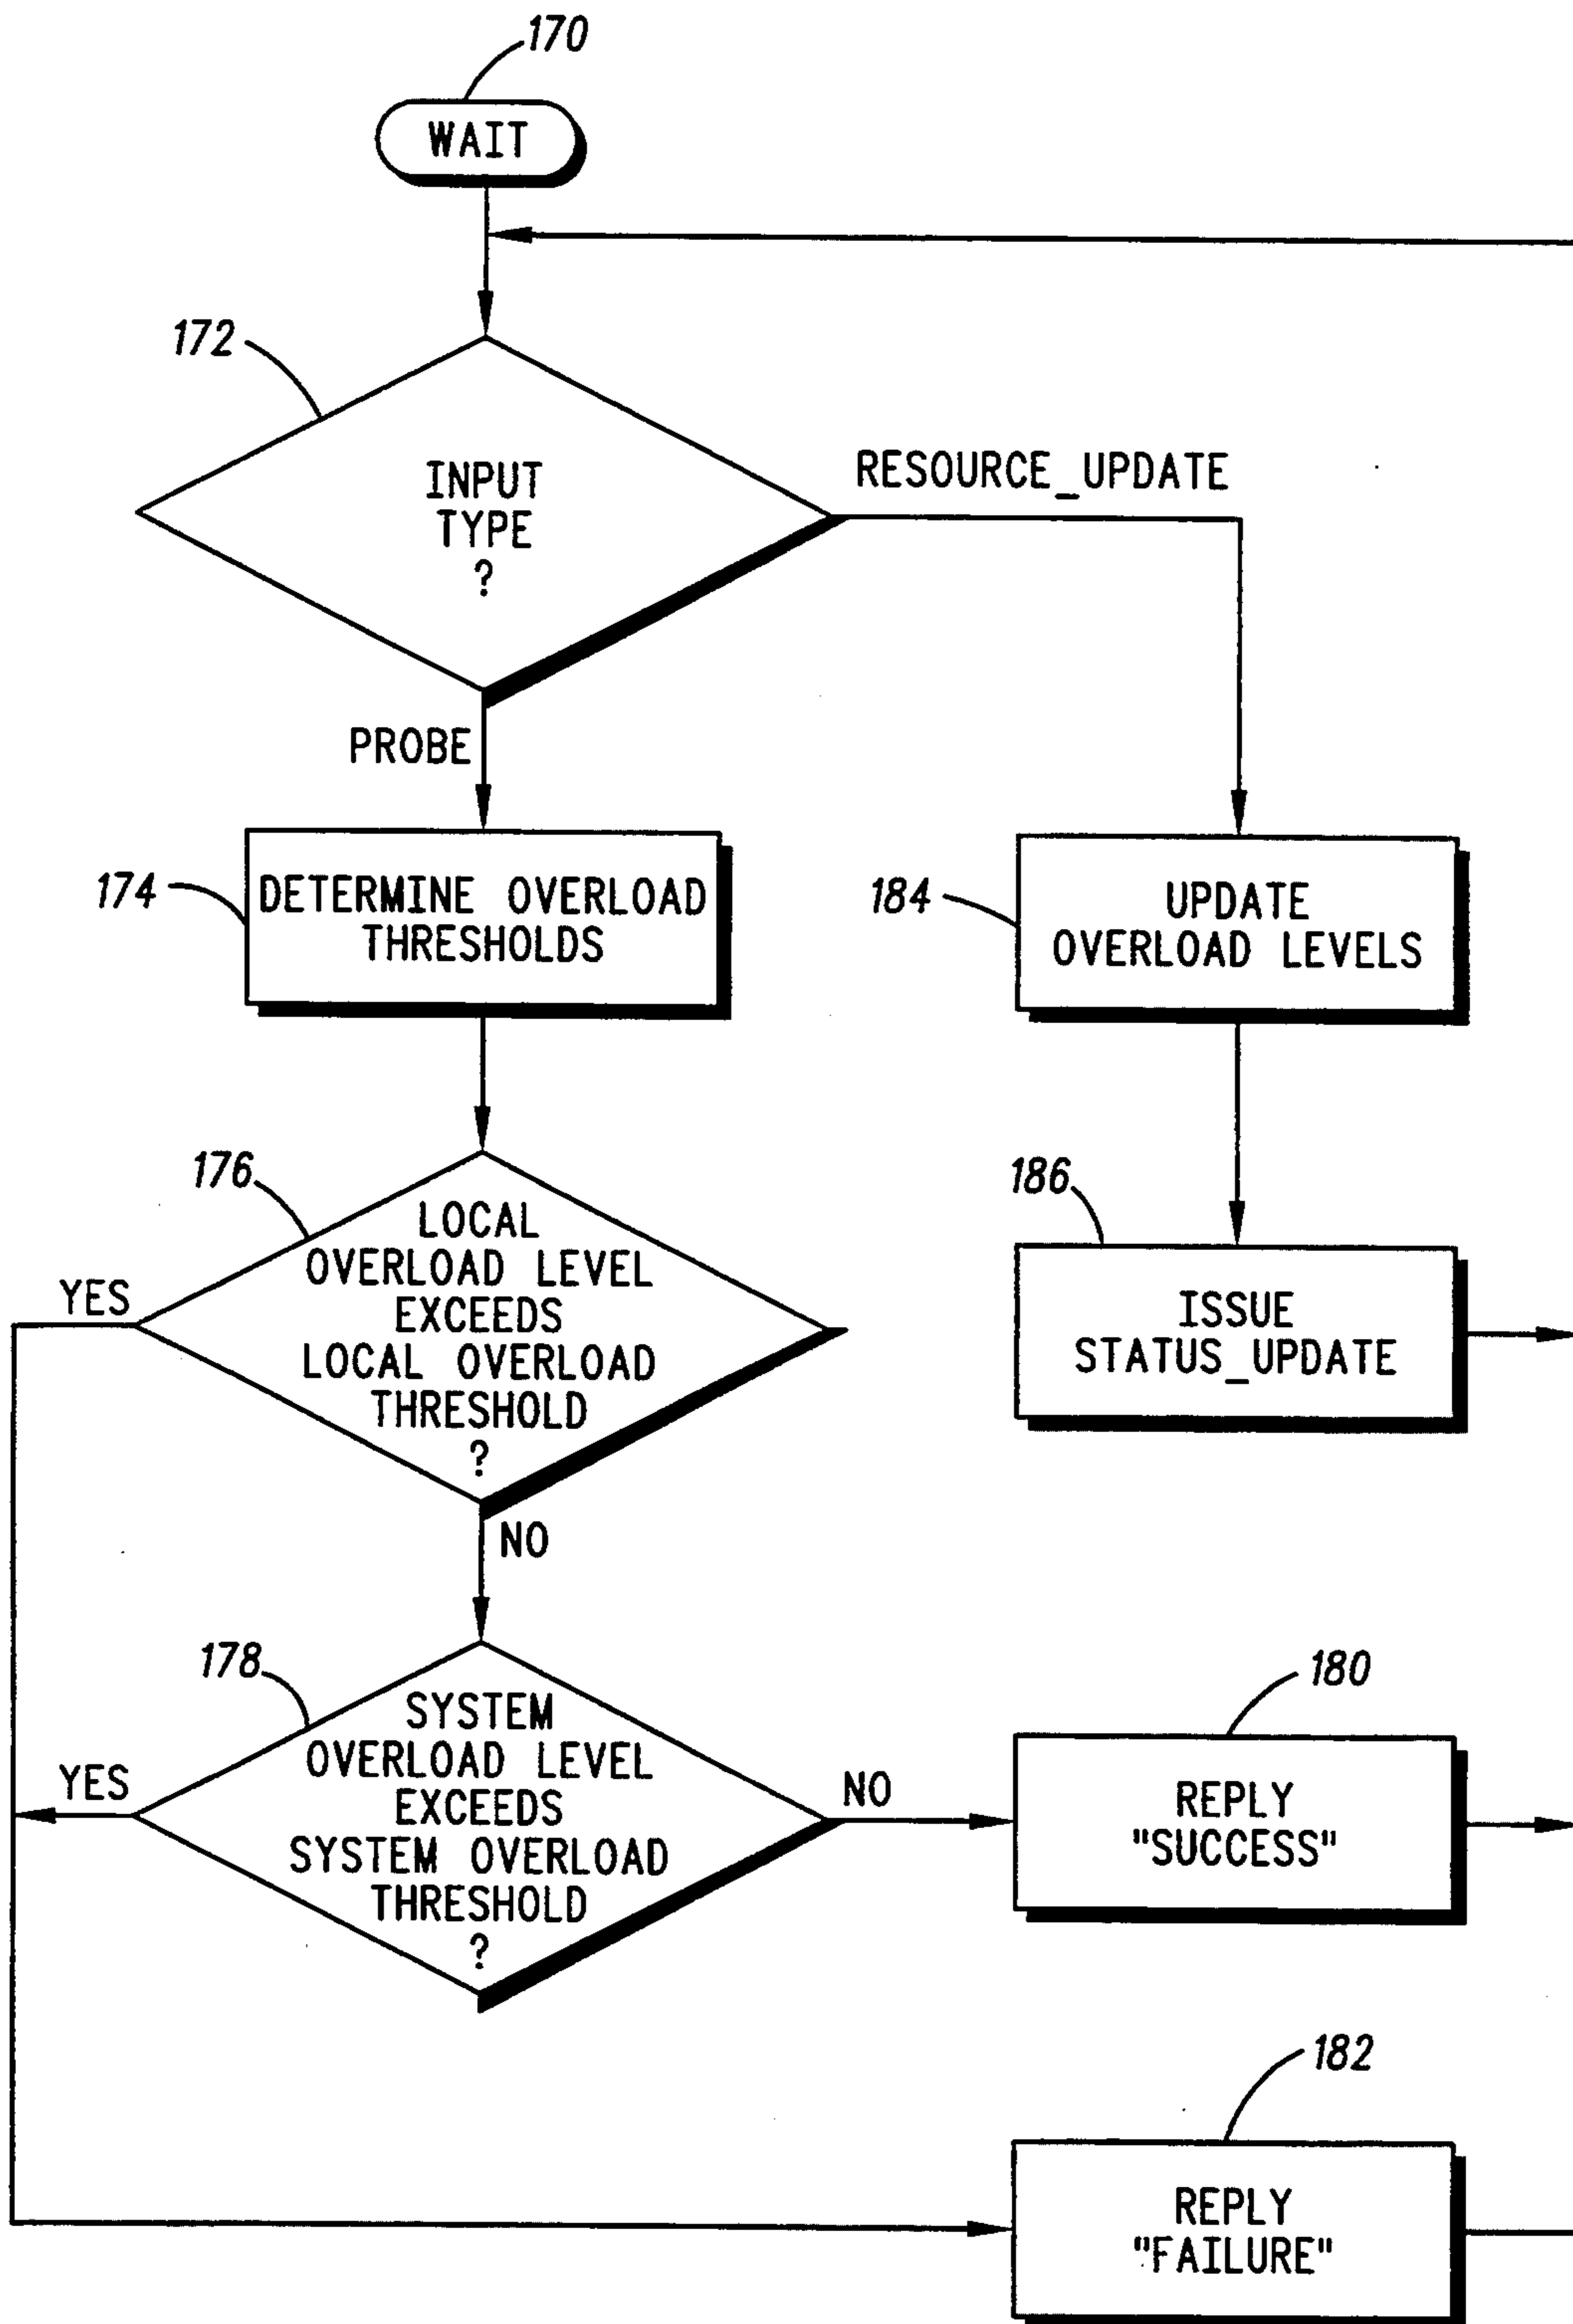 170
WAIT
172
INPUT
TYPE
?
RESOURCE_UPDATE
PROBE
174
DETERMINE OVERLOAD
THRESHOLDS
184
UPDATE
OVERLOAD LEVELS
176
LOCAL
OVERLOAD LEVEL
EXCEEDS
LOCAL OVERLOAD
THRESHOLD
?
YES
NO
186
ISSUE
STATUS_UPDATE
178
SYSTEM
OVERLOAD LEVEL
EXCEEDS
SYSTEM OVERLOAD
THRESHOLD
?
YES
NO
180
REPLY
"SUCCESS"
182
REPLY
"FAILURE"